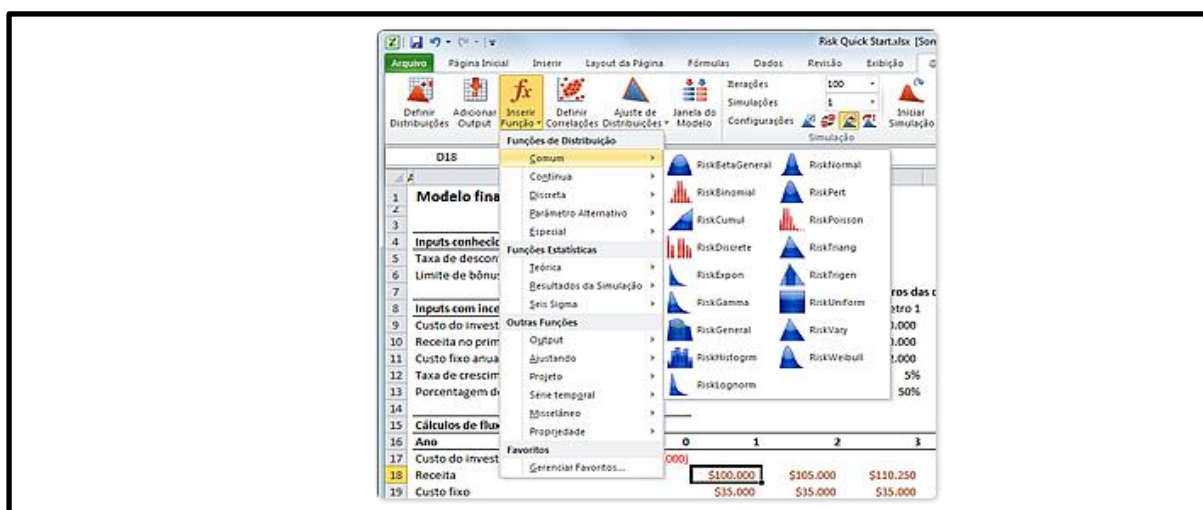 Risk Quick Start.xlsx [Son
Arquivo Página Inicial Inserir Layout da Página Fórmulas Dados Revisão Exibição
Definir Distribuições
Adicionar Output
Inserir Função
Definir Correlações
Ajuste de Distribuições
Janela do Modelo
Iterações 100
Simulações 1
Configurações
Iniciar Simulação
Simulação
D18
Funções de Distribuição
Comum
Contínua
Discreta
Parâmetro Alternativo
Especial
Funções Estatísticas
Teórica
Resultados da Simulação
Seis Sigma
Outras Funções
Output
Ajustando
Projeto
Série temporal
Misselâneo
Propriedade
Favoritos
Gerenciar Favoritos...
RiskBetaGeneral RiskNormal
RiskBinomial RiskPert
RiskCumul RiskPoisson
RiskDiscrete RiskTriang
RiskExpon RiskTrigen
RiskGamma RiskUniform
RiskGeneral RiskVary
RiskHistogrm RiskWeibull
RiskLognorm
1 Modelo fina
2
3
4 Inputs conhecid
5 Taxa de descon
6 Limite de bônu
7 ros das d
8 Inputs com ince etro 1
9 Custo do invest 0.000
10 Receita no prim 0.000
11 Custo fixo anua 2.000
12 Taxa de crescim 5%
13 Porcentagem d 50%
14
15 Cálculos de flux
16 Ano 0 1 2 3
17 Custo do invest 000)
18 Receita $100.000 $105.000 $110.250
19 Custo fixo $35.000 $35.000 $35.000